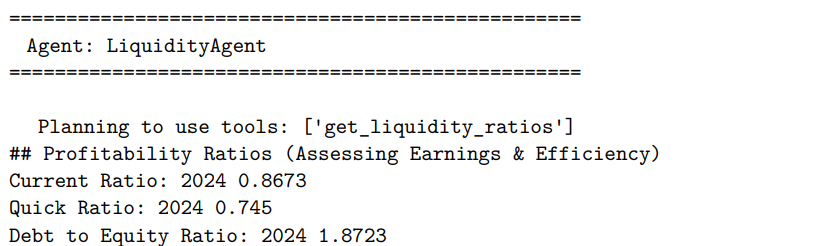 ==================================================
Agent: LiquidityAgent
==================================================
Planning to use tools: ['get_liquidity_ratios']
## Profitability Ratios (Assessing Earnings & Efficiency)
Current Ratio: 2024 0.8673
Quick Ratio: 2024 0.745
Debt to Equity Ratio: 2024 1.8723